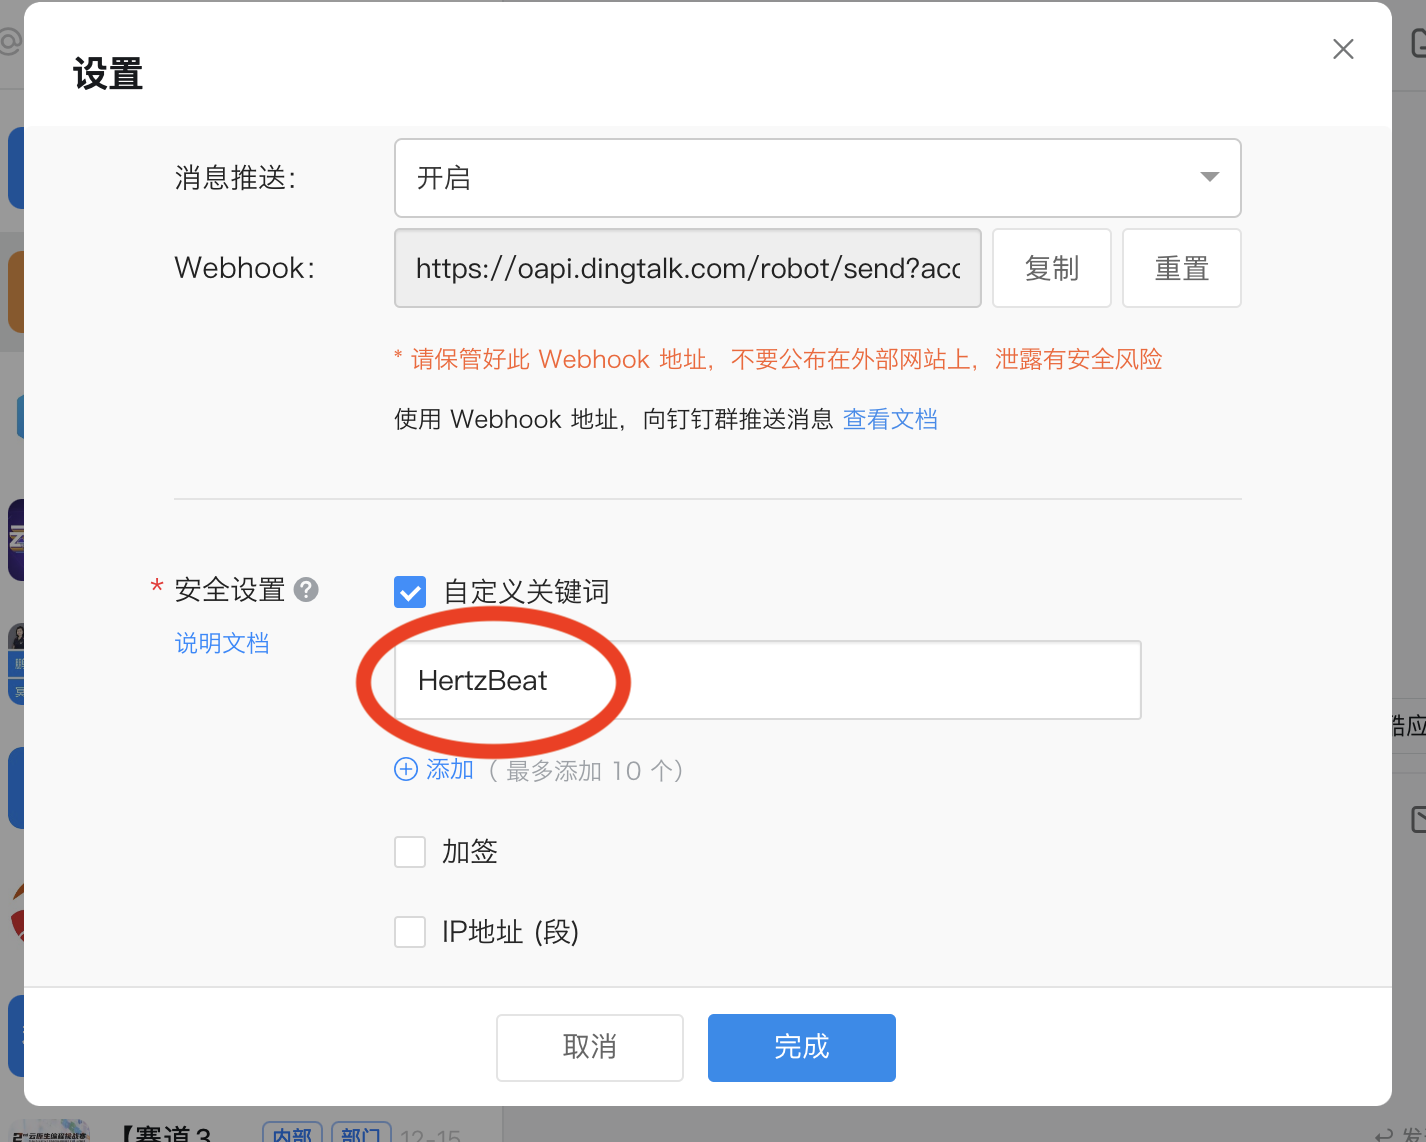 设置
消息推送:
开启
Webhook:
https://oapi.dingtalk.com/robot/send?acc
复制
重置
* 请保管好此 Webhook 地址，不要公布在外部网站上，泄露有安全风险
使用 Webhook 地址，向钉钉群推送消息 查看文档
* 安全设置 ?
自定义关键词
说明文档
HertzBeat
添加（ 最多添加 10 个）
加签
IP地址 (段)
取消
完成
【赛道3
内部
部门
12-15